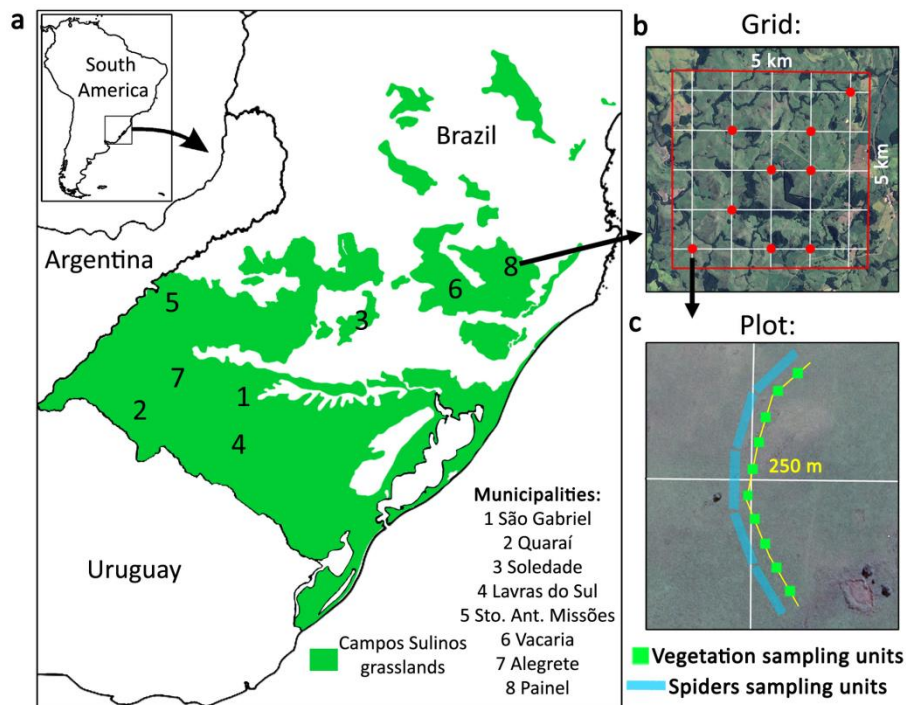 a
South
America
Brazil
Argentina
5
8
6
3
7
1
2
4
Uruguay
Campos Sulinos
grasslands
Municipalities:
1 São Gabriel
2 Quaraí
3 Soledade
4 Lavras do Sul
5 Sto. Ant. Missões
6 Vacaria
7 Alegrete
8 Painel
b
Grid:
5 km
5 km
c
Plot:
250 m
Vegetation sampling units
Spiders sampling units